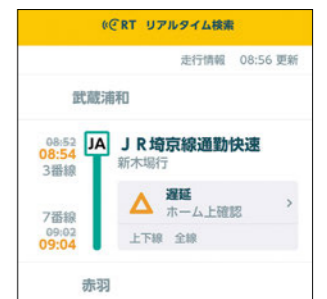 RT リアルタイム検索
走行情報 08:56 更新
武蔵浦和
08:52
08:54
3番線
JA
ＪＲ埼京線通勤快速
新木場行
遅延
ホーム上確認
上下線 全線
7番線
09:02
09:04
赤羽